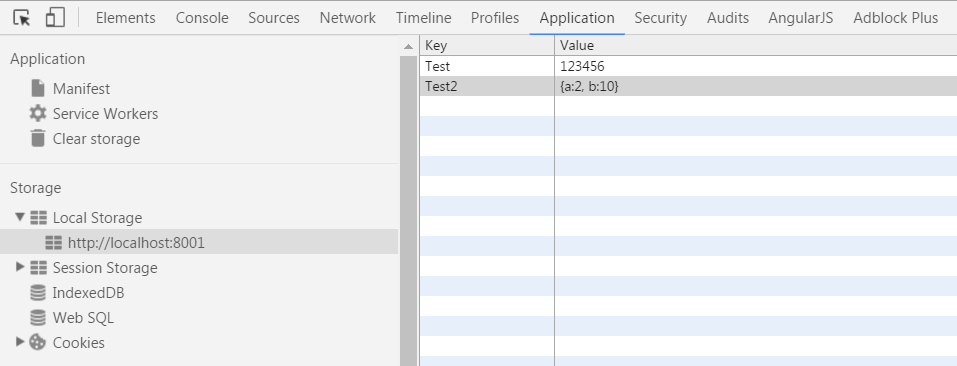 Elements Console Sources Network Timeline Profiles Application Security Audits AngularJS Adblock Plus
Application
Manifest
Service Workers
Clear storage
Storage
Local Storage
http://localhost:8001
Session Storage
IndexedDB
Web SQL
Cookies
Key Value
Test 123456
Test2 {a:2, b:10}